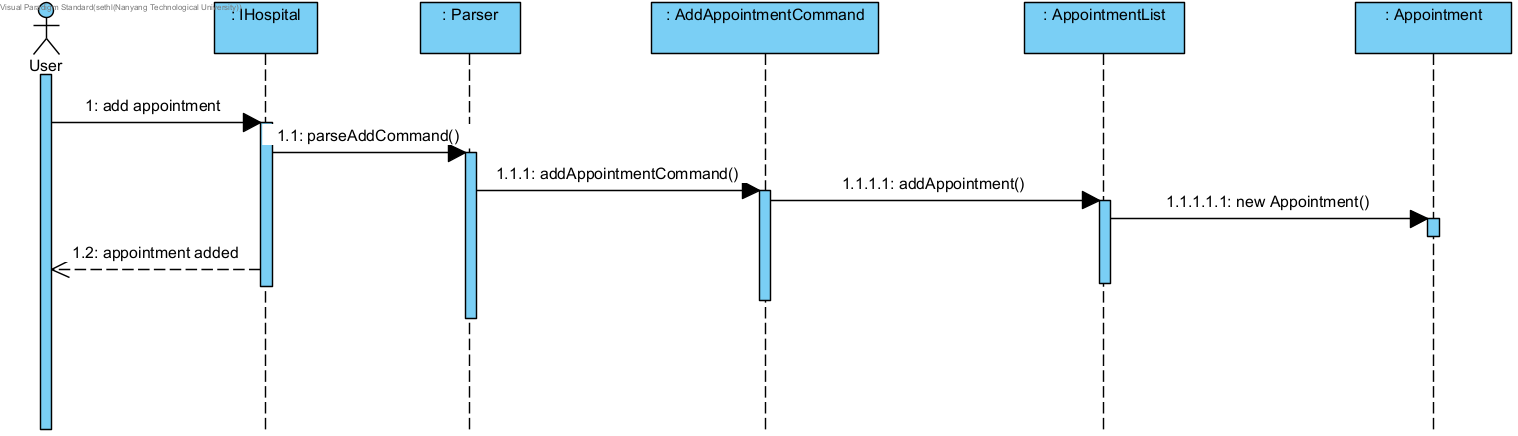 Visual Paradigm Standard(sethl(Nanyang Technological University))
: IHospital
: Parser
: AddAppointmentCommand
: AppointmentList
: Appointment
User
1: add appointment
1.1: parseAddCommand()
1.1.1: addAppointmentCommand()
1.1.1.1: addAppointment()
1.1.1.1.1: new Appointment()
1.2: appointment added